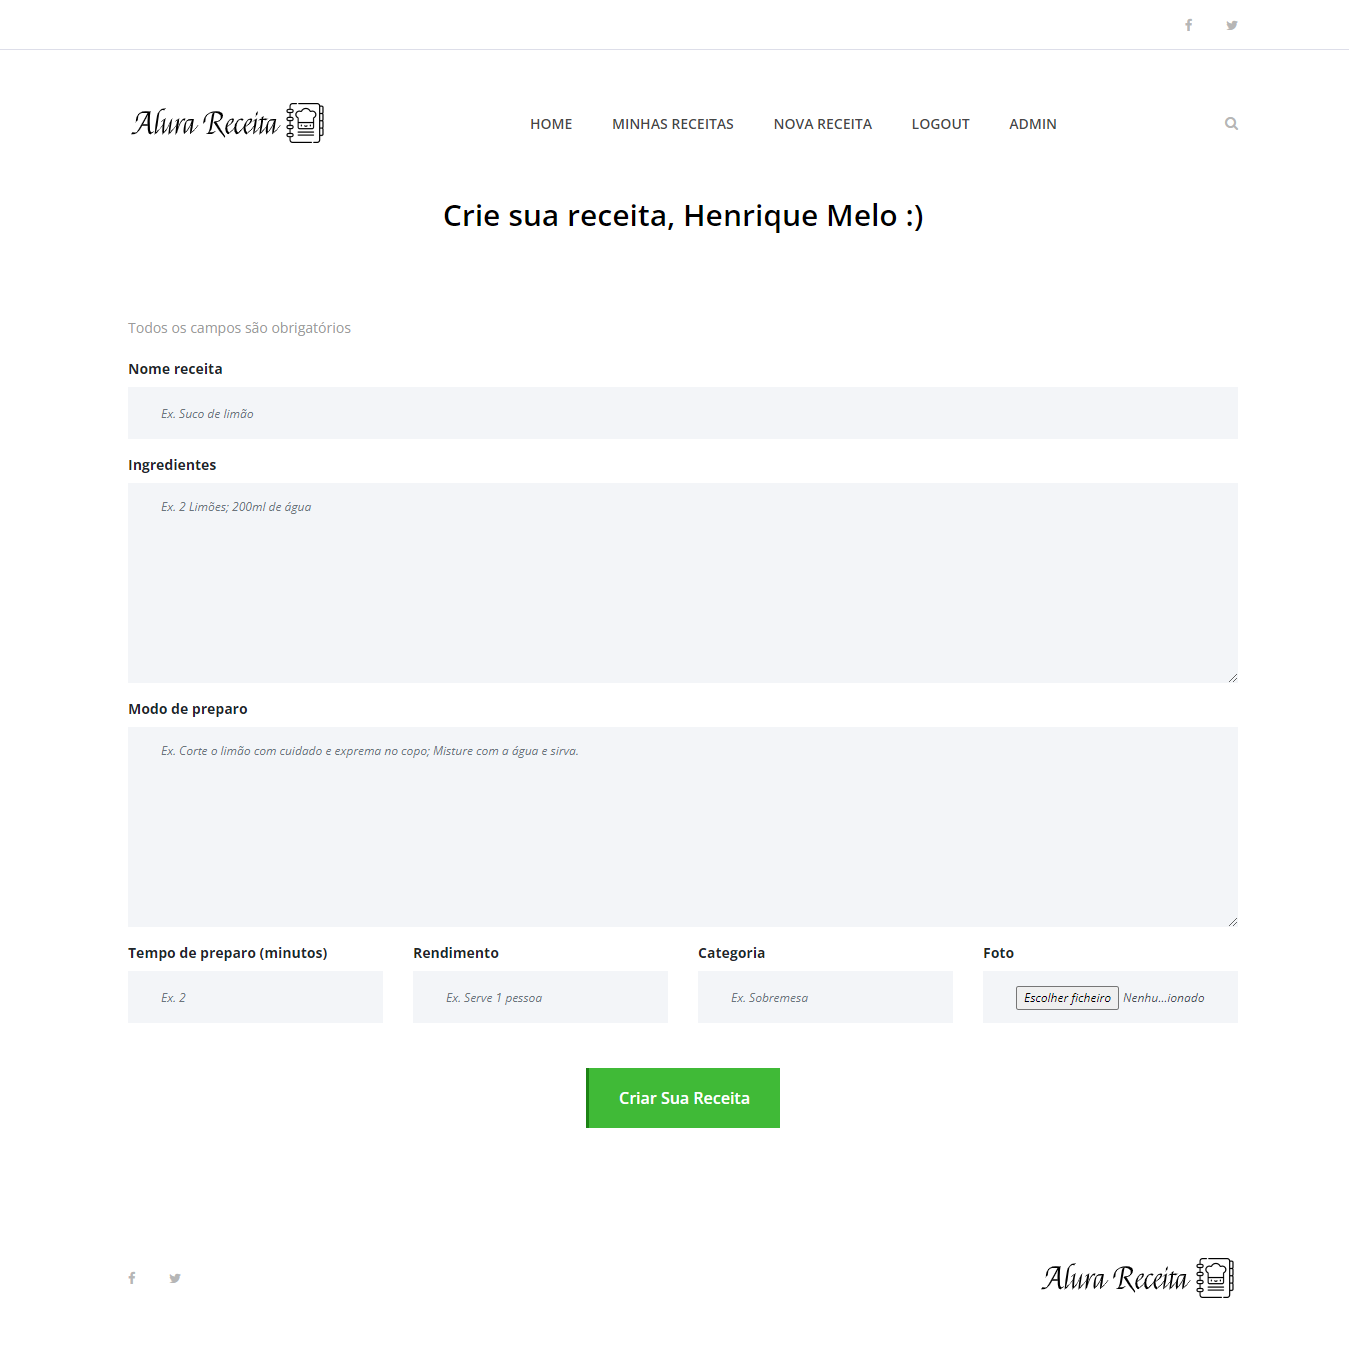 Alura Receita
HOME MINHAS RECEITAS NOVA RECEITA LOGOUT ADMIN
Crie sua receita, Henrique Melo :)
Todos os campos são obrigatórios
Nome receita
Ex. Suco de limão
Ingredientes
Ex. 2 Limões; 200ml de água
Modo de preparo
Ex. Corte o limão com cuidado e exprema no copo; Misture com a água e sirva.
Tempo de preparo (minutos) Rendimento Categoria Foto
Ex. 2 Ex. Serve 1 pessoa Ex. Sobremesa Escolher ficheiro Nenhu...ionado
Criar Sua Receita
Alura Receita